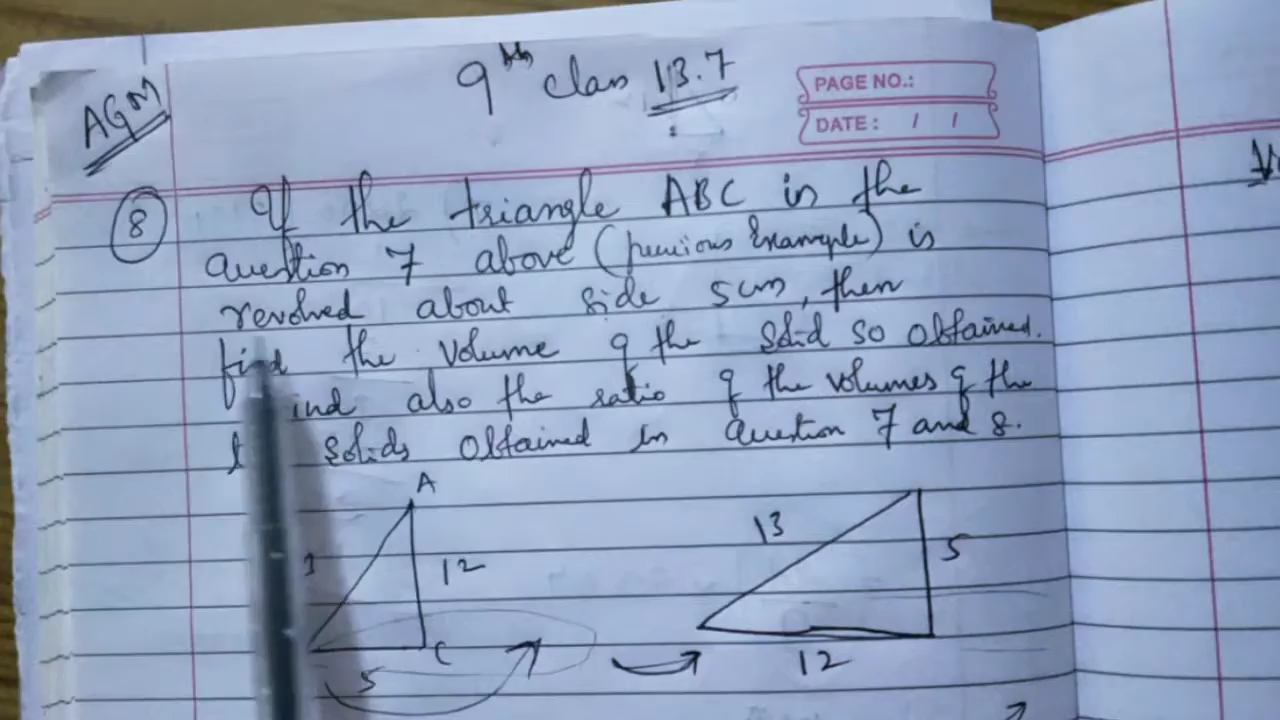 9th class 13.7
AGM
PAGE NO.:
DATE: / /
8
If the triangle ABC in the
Question 7 above (previous Example) is
revolved about side 5cm, then
find the volume of the solid so obtained.
ind also the ratio of the volumes of the
t solids obtained in Question 7 and 8.
A
12
C
5
13
5
12